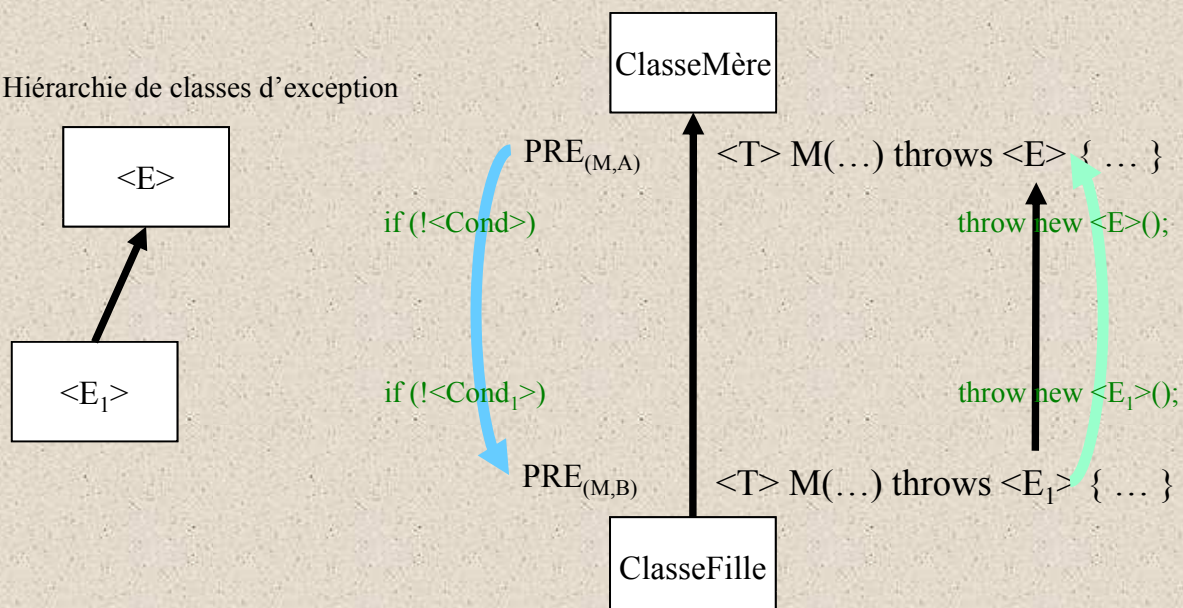 ClasseMère
Hiérarchie de classes d’exception
<E>
PRE(M,A) <T> M(…) throws <E> { … }
if (!<Cond>) throw new <E>();
<E1>
if (!<Cond1>) throw new <E1>();
PRE(M,B) <T> M(…) throws <E1> { … }
ClasseFille